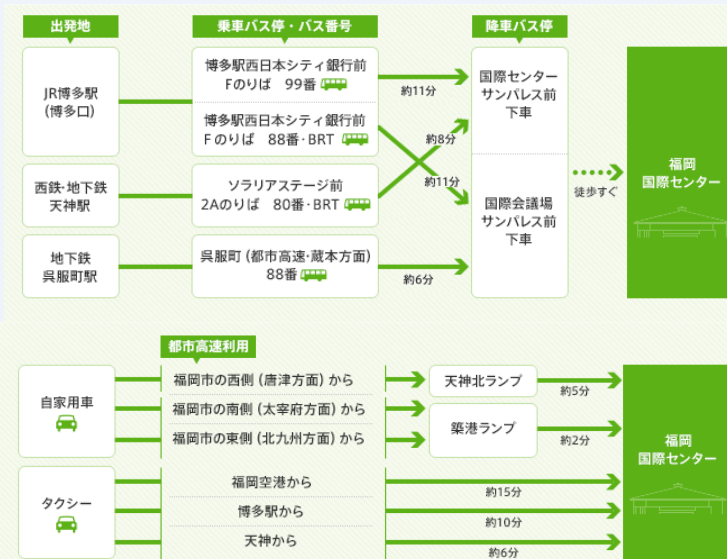 出発地
乗車バス停・バス番号
降車バス停
JR博多駅
(博多口)
博多駅西日本シティ銀行前
Fのりば 99番
約11分
博多駅西日本シティ銀行前
Fのりば 88番・BRT
約8分
約11分
国際センター
サンパレス前
下車
西鉄・地下鉄
天神駅
ソラリアステージ前
2Aのりば 80番・BRT
国際会議場
サンパレス前
下車
徒歩すぐ
福岡
国際センター
地下鉄
呉服町駅
呉服町 (都市高速・蔵本方面)
88番
約6分
都市高速利用
自家用車
福岡市の西側 (唐津方面) から
天神北ランプ
約5分
福岡市の南側 (太宰府方面) から
福岡市の東側 (北九州方面) から
築港ランプ
約2分
福岡
国際センター
タクシー
福岡空港から
約15分
博多駅から
約10分
天神から
約6分